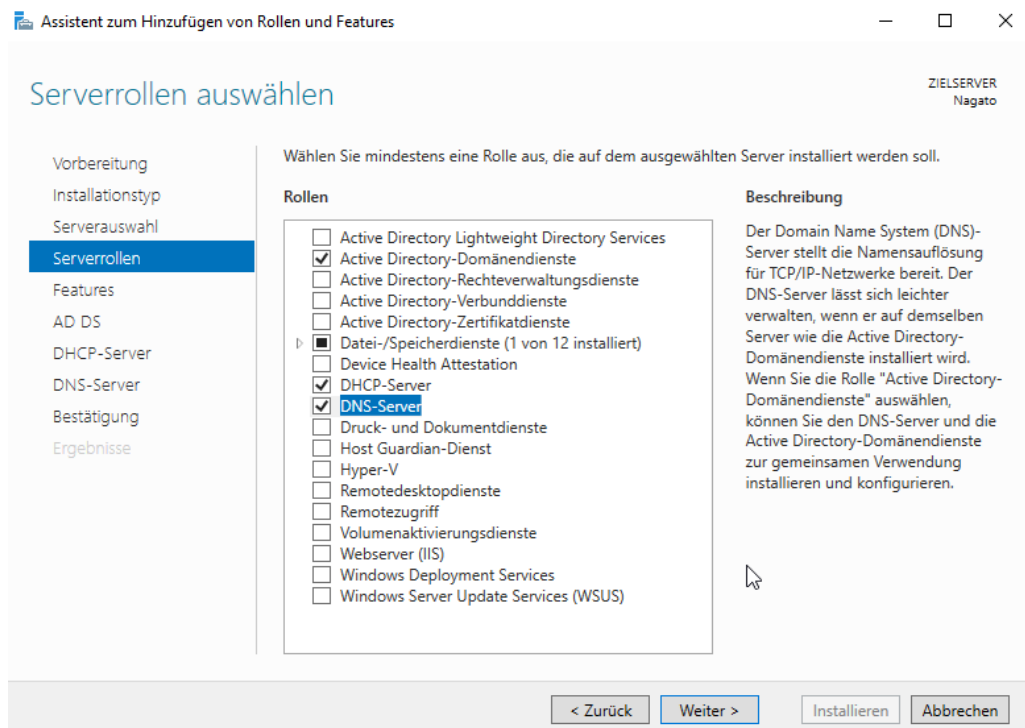 Assistent zum Hinzufügen von Rollen und Features
Serverrollen auswählen
ZIELSERVER
Nagato
Vorbereitung
Installationstyp
Serverauswahl
Serverrollen
Features
AD DS
DHCP-Server
DNS-Server
Bestätigung
Ergebnisse
Wählen Sie mindestens eine Rolle aus, die auf dem ausgewählten Server installiert werden soll.
Rollen
Active Directory Lightweight Directory Services
Active Directory-Domänendienste
Active Directory-Rechteverwaltungsdienste
Active Directory-Verbunddienste
Active Directory-Zertifikatdienste
Datei-/Speicherdienste (1 von 12 installiert)
Device Health Attestation
DHCP-Server
DNS-Server
Druck- und Dokumentdienste
Host Guardian-Dienst
Hyper-V
Remotedesktopdienste
Remotezugriff
Volumenaktivierungsdienste
Webserver (IIS)
Windows Deployment Services
Windows Server Update Services (WSUS)
Beschreibung
Der Domain Name System (DNS)-
Server stellt die Namensauflösung
für TCP/IP-Netzwerke bereit. Der
DNS-Server lässt sich leichter
verwalten, wenn er auf demselben
Server wie die Active Directory-
Domänendienste installiert wird.
Wenn Sie die Rolle "Active Directory-
Domänendienste" auswählen,
können Sie den DNS-Server und die
Active Directory-Domänendienste
zur gemeinsamen Verwendung
installieren und konfigurieren.
< Zurück
Weiter >
Installieren
Abbrechen